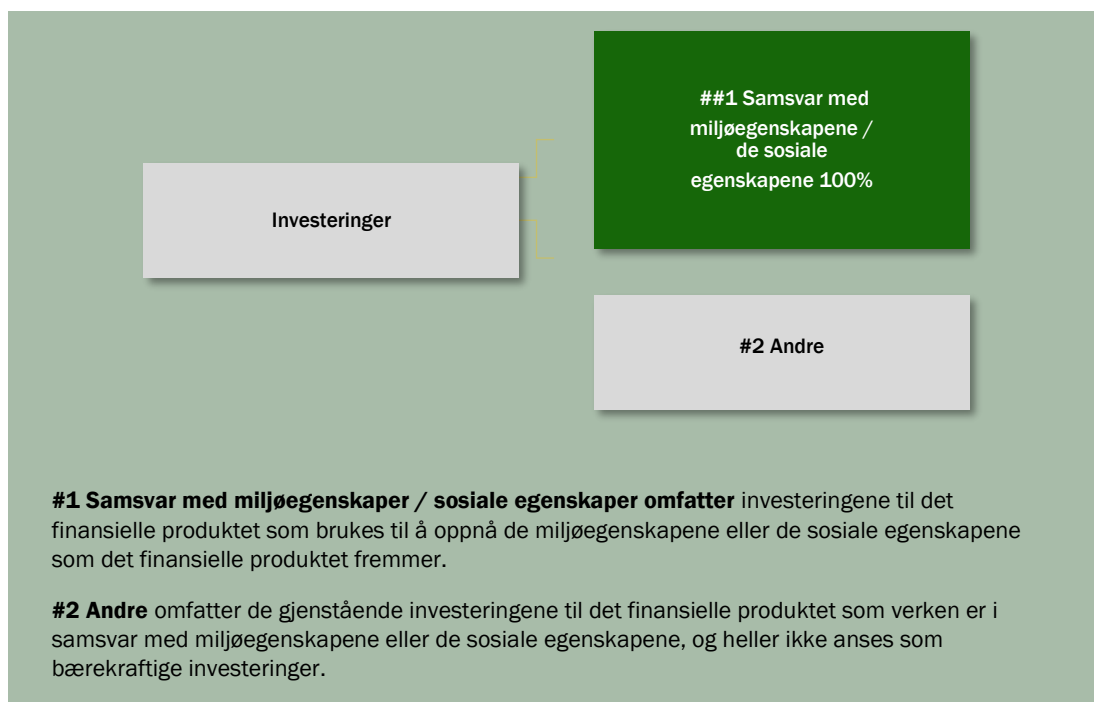 ##1 Samsvar med
miljøegenskapene /
de sosiale
egenskapene 100%
Investeringer
#2 Andre
#1 Samsvar med miljøegenskaper / sosiale egenskaper omfatter investeringene til det
finansielle produktet som brukes til å oppnå de miljøegenskapene eller de sosiale egenskapene
som det finansielle produktet fremmer.
#2 Andre omfatter de gjenstående investeringene til det finansielle produktet som verken er i
samsvar med miljøegenskapene eller de sosiale egenskapene, og heller ikke anses som
bærekraftige investeringer.